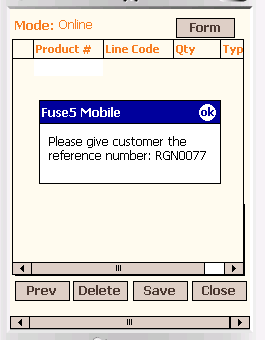 Mode: Online Form
Product # Line Code Qty Typ
Fuse5 Mobile ok
Please give customer the
reference number: RGN0077
Prev Delete Save Close